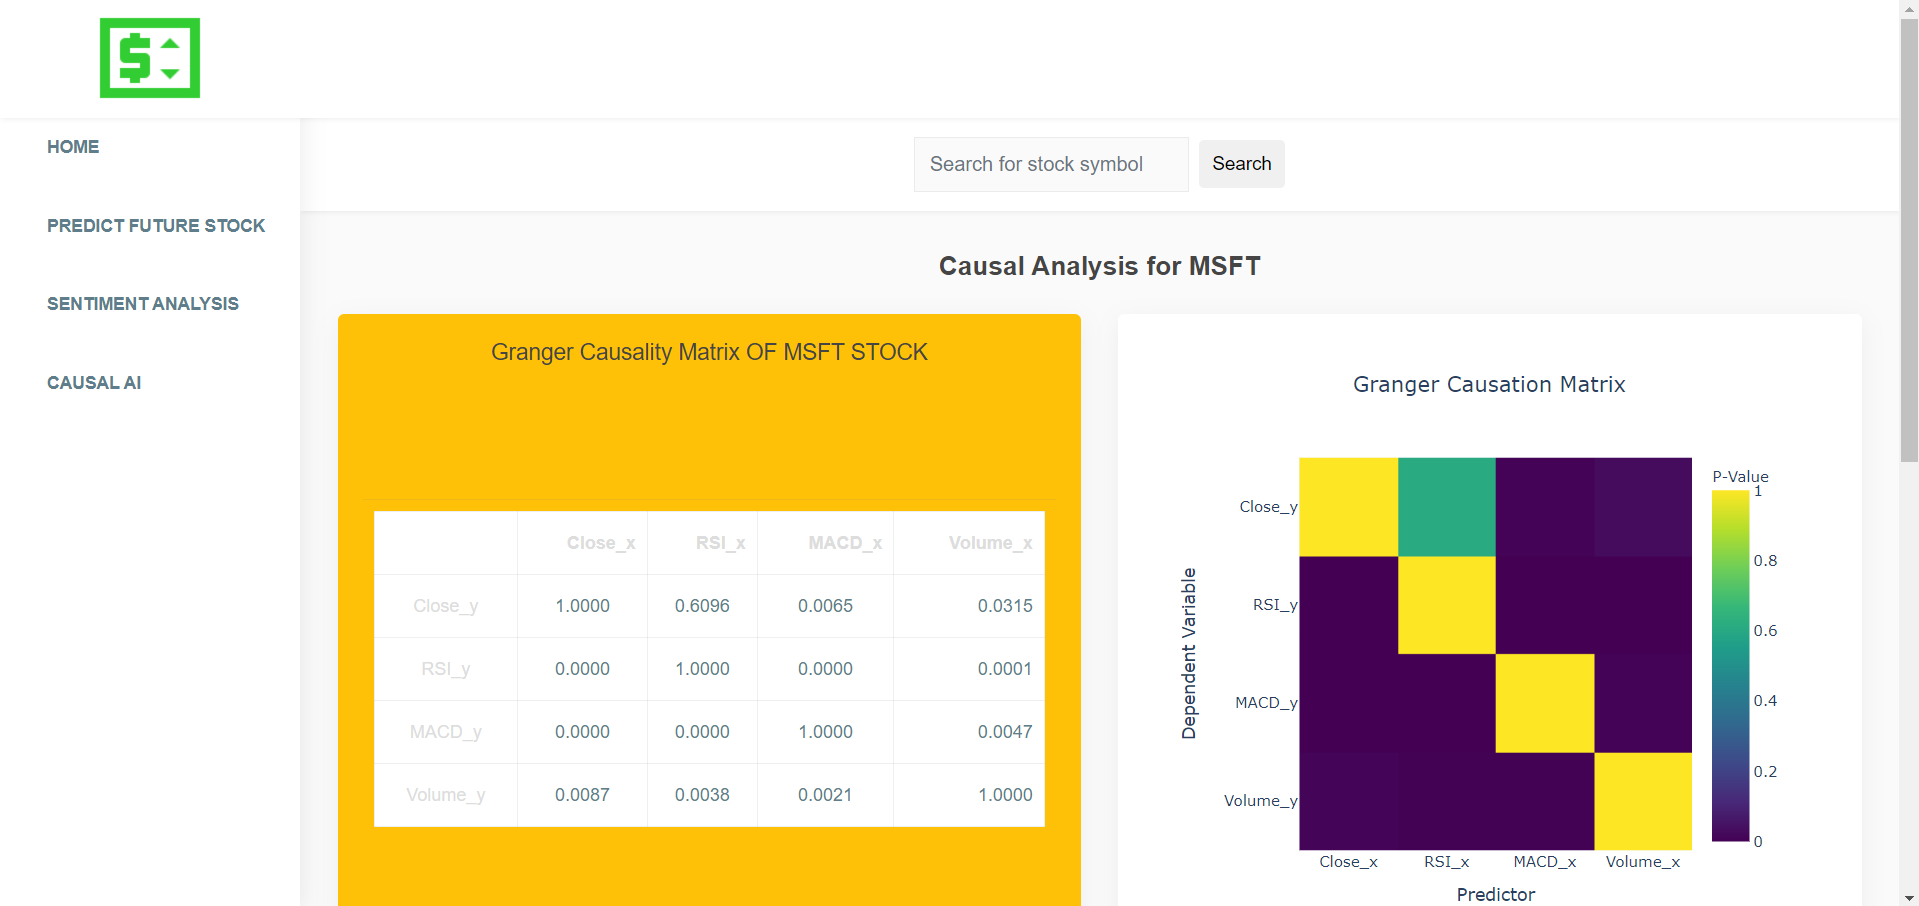 $
HOME
PREDICT FUTURE STOCK
SENTIMENT ANALYSIS
CAUSAL AI
Search for stock symbol Search
Causal Analysis for MSFT
Granger Causality Matrix OF MSFT STOCK
Close_x RSI_x MACD_x Volume_x
Close_y 1.0000 0.6096 0.0065 0.0315
RSI_y 0.0000 1.0000 0.0000 0.0001
MACD_y 0.0000 0.0000 1.0000 0.0047
Volume_y 0.0087 0.0038 0.0021 1.0000
Granger Causation Matrix
Dependent Variable
Close_y
RSI_y
MACD_y
Volume_y
Close_x RSI_x MACD_x Volume_x
Predictor
P-Value
1
0.8
0.6
0.4
0.2
0